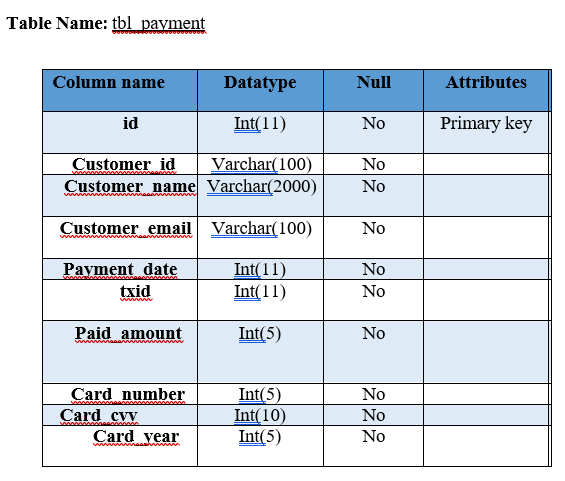 Table Name: tbl_payment
Column name Datatype Null Attributes
id Int(11) No Primary key
Customer_id Varchar(100) No
Customer_name Varchar(2000) No
Customer_email Varchar(100) No
Payment_date Int(11) No
txid Int(11) No
Paid_amount Int(5) No
Card_number Int(5) No
Card_cvv Int(10) No
Card_year Int(5) No